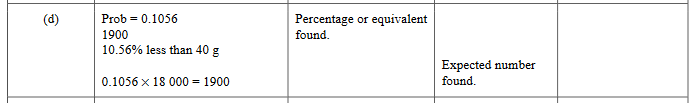 (d)
Prob = 0.1056
1900
10.56% less than 40 g
0.1056 × 18 000 = 1900
Percentage or equivalent
found.
Expected number
found.